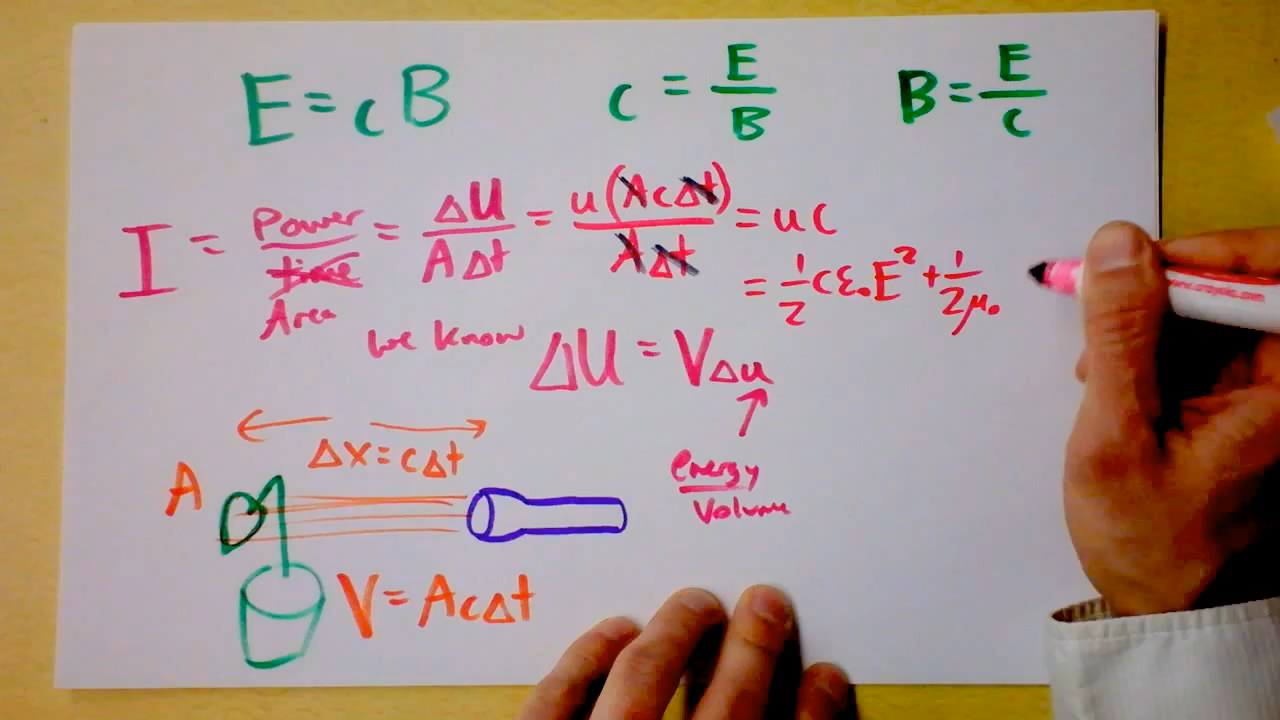 E = cB
c = E/B
B = E/c
I = Power/time Area = ΔU/AΔt = u(AcΔt)/AΔt = uc
= 1/2 cε₀E² + 1/2μ₀
we know ΔU = VΔu
energy/Volume
Δx = cΔt
A
V = AcΔt